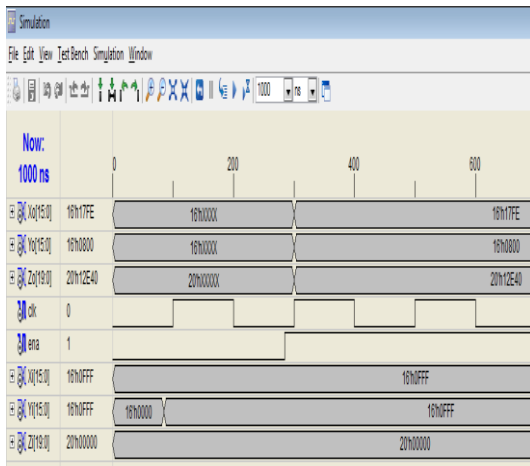 Simulation
File Edit View Test Bench Simulation Window
1000 ns
Now:
1000 ns
0 200 400 600
Xo[15:0] 16'h17FE 16'hXXXX 16'h17FE
Yo[15:0] 16'h0800 16'hXXXX 16'h0800
Zo[19:0] 20'h12E40 20'hXXXXX 20'h12E40
clk 0
ena 1
Xi[15:0] 16'h0FFF 16'h0FFF
Yi[15:0] 16'h0FFF 16'h0000 16'h0FFF
Zi[19:0] 20'h00000 20'h00000